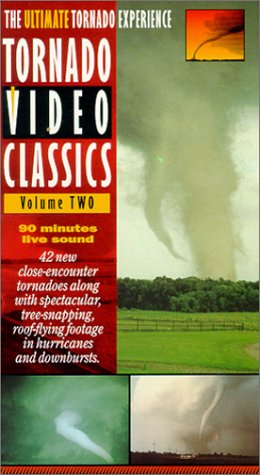 THE ULTIMATE TORNADO EXPERIENCE
TORNADO
VIDEO
CLASSICS
Volume TWO
90 minutes
live sound
42 new
close-encounter
tornadoes along
with spectacular,
tree-snapping,
roof-flying footage
in hurricanes
and downbursts.